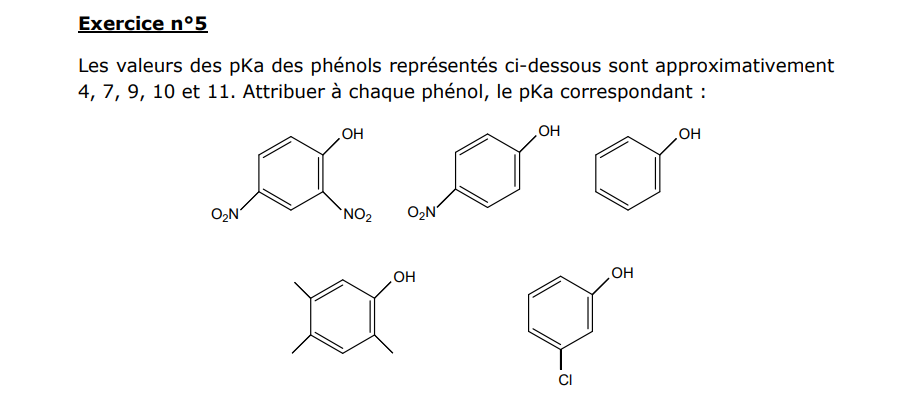 Exercice n°5
Les valeurs des pKa des phénols représentés ci-dessous sont approximativement
4, 7, 9, 10 et 11. Attribuer à chaque phénol, le pKa correspondant :
OH OH OH
O₂N NO₂ O₂N
OH OH
Cl